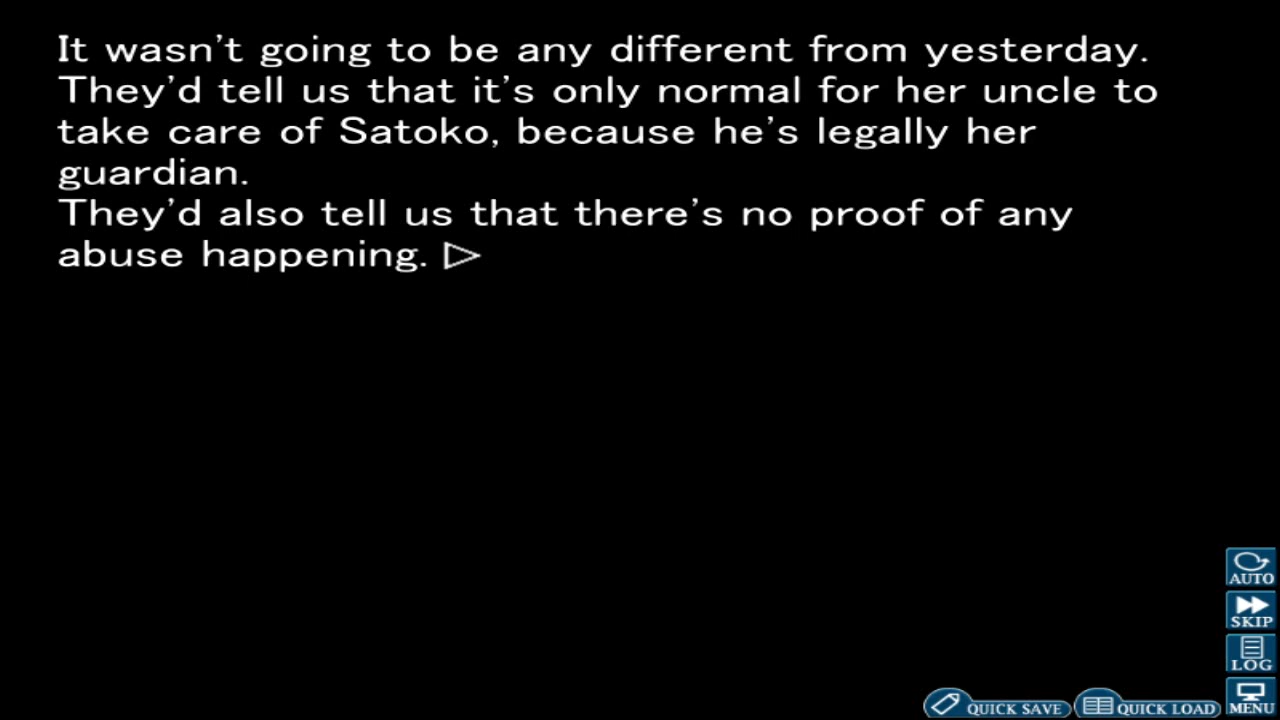 It wasn't going to be any different from yesterday.
They'd tell us that it's only normal for her uncle to
take care of Satoko, because he's legally her
guardian.
They'd also tell us that there's no proof of any
abuse happening.
AUTO
SKIP
LOG
QUICK SAVE
QUICK LOAD
MENU